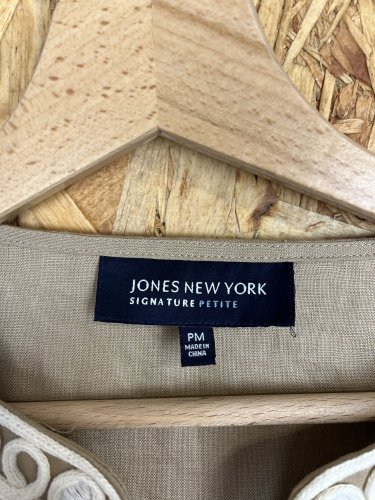 JONES NEW YORK
SIGNATURE PETITE
PM
MADE IN
CHINA